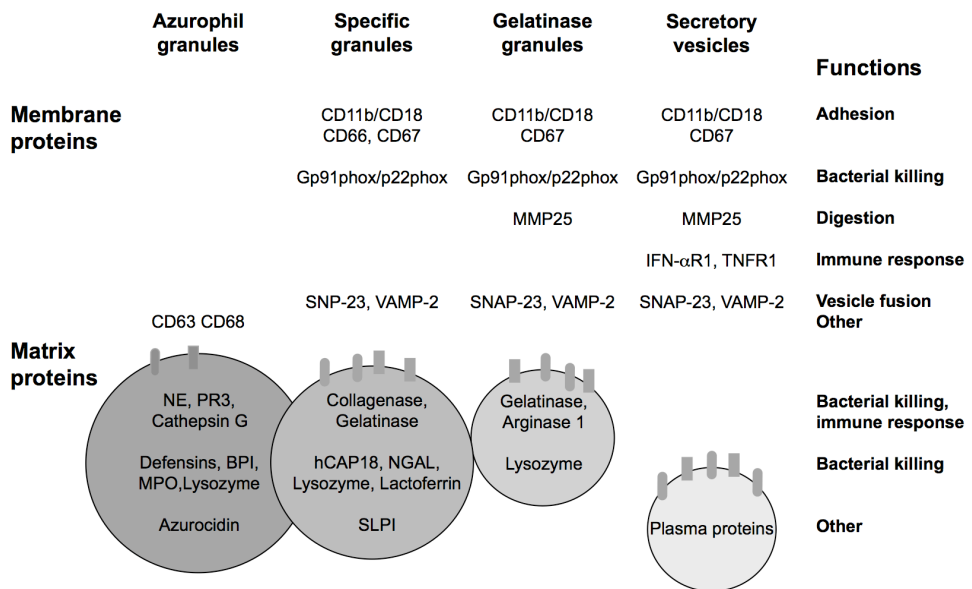 Azurophil
granules
Specific
granules
Gelatinase
granules
Secretory
vesicles
Functions
Membrane
proteins
CD11b/CD18
CD66, CD67
CD11b/CD18
CD67
CD11b/CD18
CD67
Adhesion
Gp91phox/p22phox
Gp91phox/p22phox
Gp91phox/p22phox
Bacterial killing
MMP25
MMP25
Digestion
IFN-αR1, TNFR1
Immune response
SNP-23, VAMP-2
SNAP-23, VAMP-2
SNAP-23, VAMP-2
Vesicle fusion
Other
CD63 CD68
Matrix
proteins
NE, PR3,
Cathepsin G
Collagenase,
Gelatinase
Gelatinase,
Arginase 1
Bacterial killing,
immune response
Defensins, BPI,
MPO,Lysozyme
hCAP18, NGAL,
Lysozyme, Lactoferrin
Lysozyme
Bacterial killing
Azurocidin
SLPI
Plasma proteins
Other